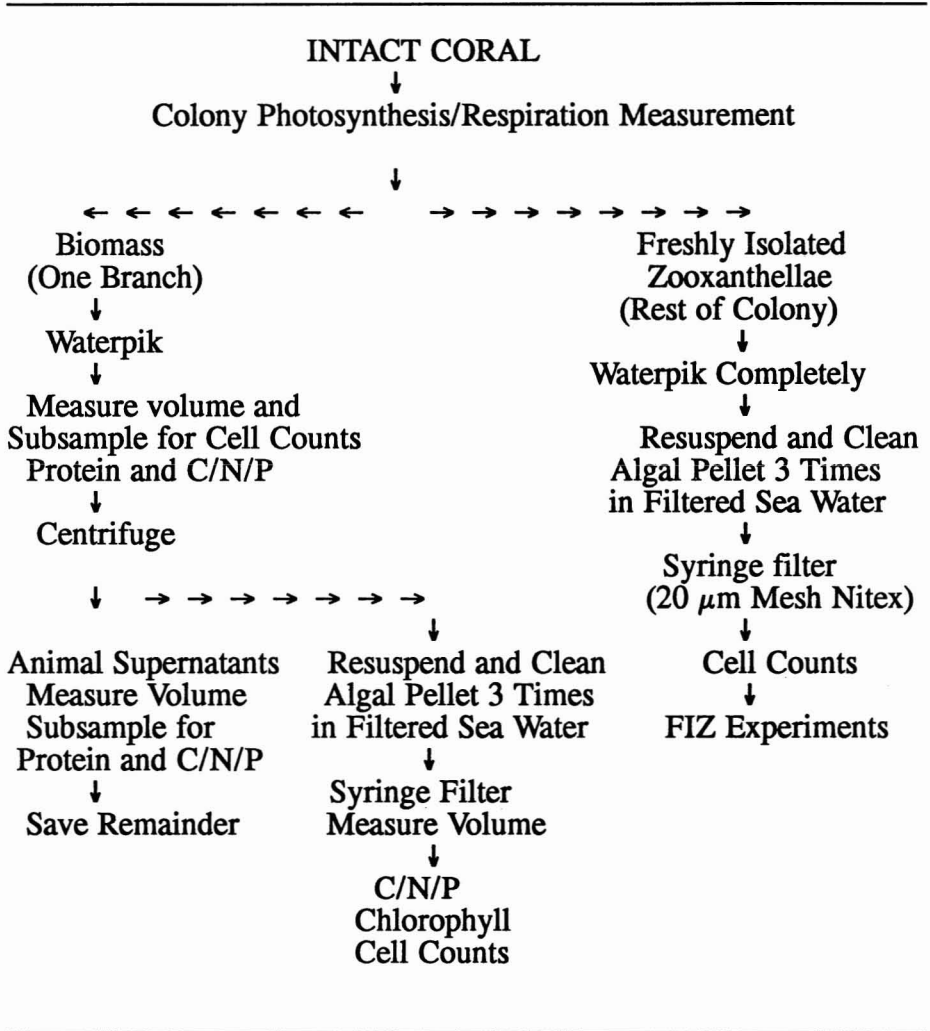 INTACT CORAL
↓
Colony Photosynthesis/Respiration Measurement
↓
← ← ← ← ← ← ← → → → → → → → →
Biomass
(One Branch)
↓
Waterpik
↓
Measure volume and
Subsample for Cell Counts
Protein and C/N/P
↓
Centrifuge
↓ → → → → → → →
↓
Animal Supernatants
Measure Volume
Subsample for
Protein and C/N/P
↓
Save Remainder
Resuspend and Clean
Algal Pellet 3 Times
in Filtered Sea Water
↓
Syringe Filter
Measure Volume
↓
C/N/P
Chlorophyll
Cell Counts
Freshly Isolated
Zooxanthellae
(Rest of Colony)
↓
Waterpik Completely
↓
Resuspend and Clean
Algal Pellet 3 Times
in Filtered Sea Water
↓
Syringe filter
(20 μm Mesh Nitex)
↓
Cell Counts
↓
FIZ Experiments